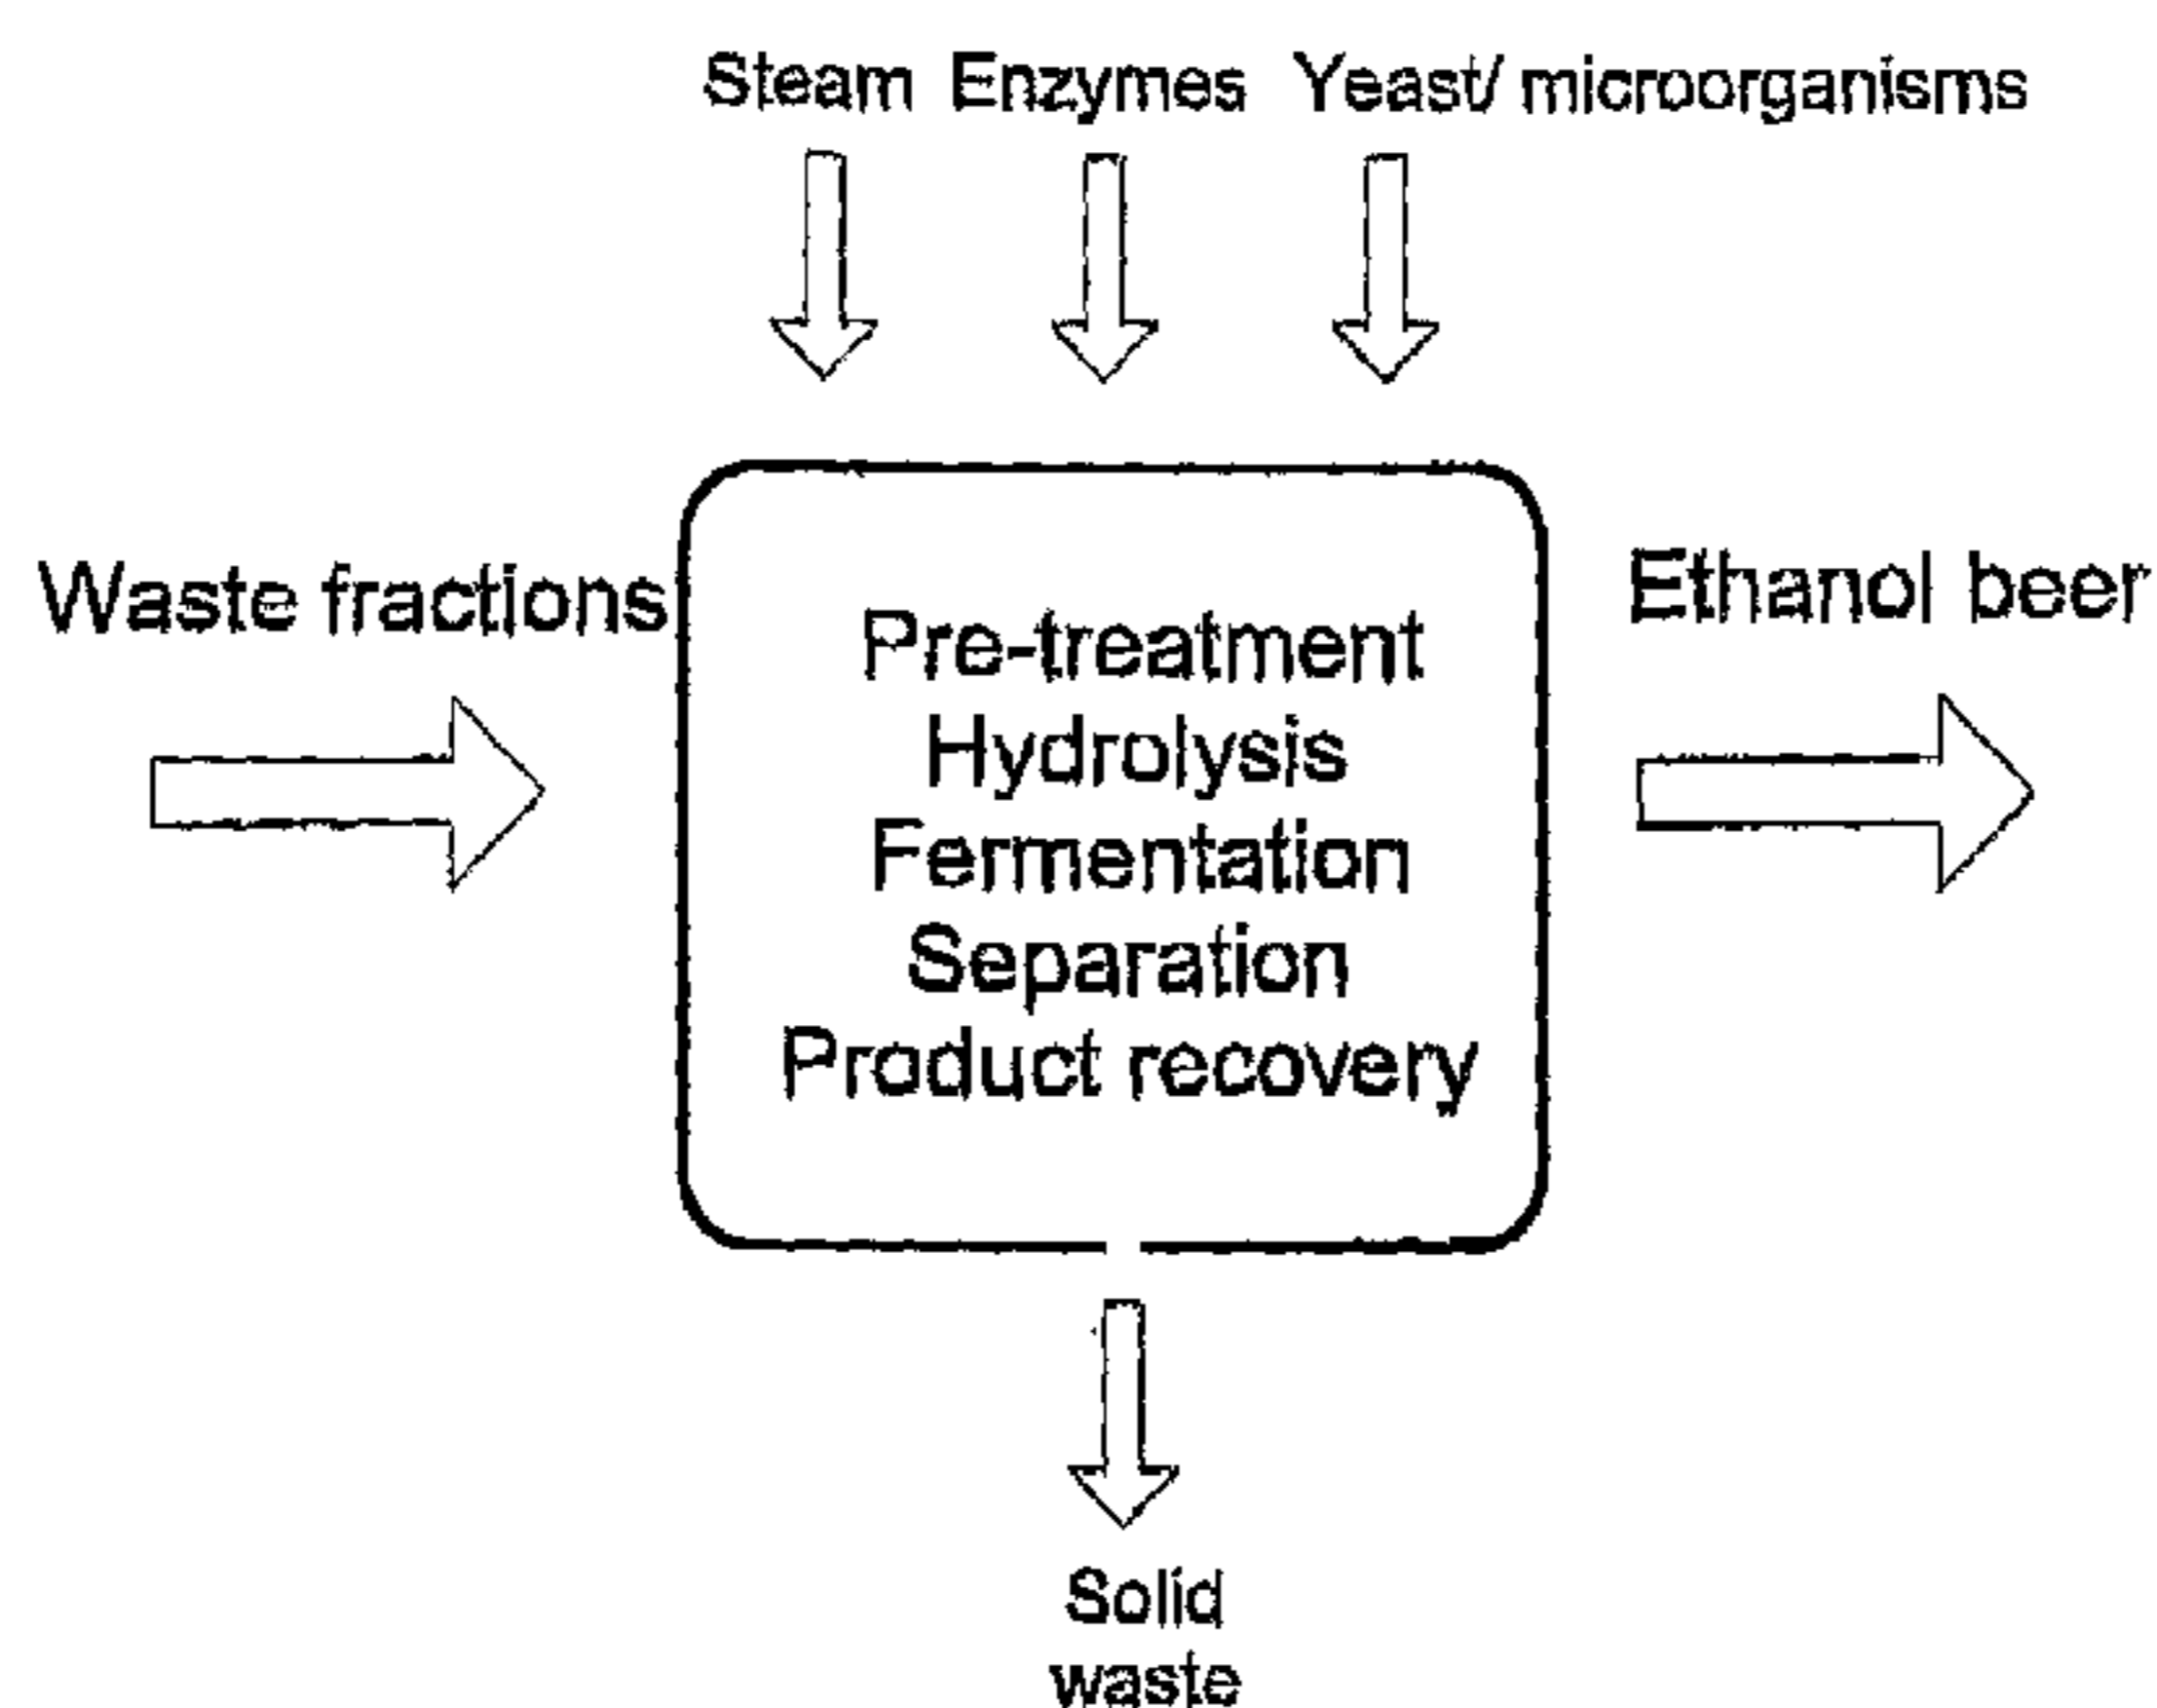 Steam Enzymes Yeast/ microorganisms
Waste fractions
Pre-treatment
Hydrolysis
Fermentation
Separation
Product recovery
Ethanol beer
Solid
waste